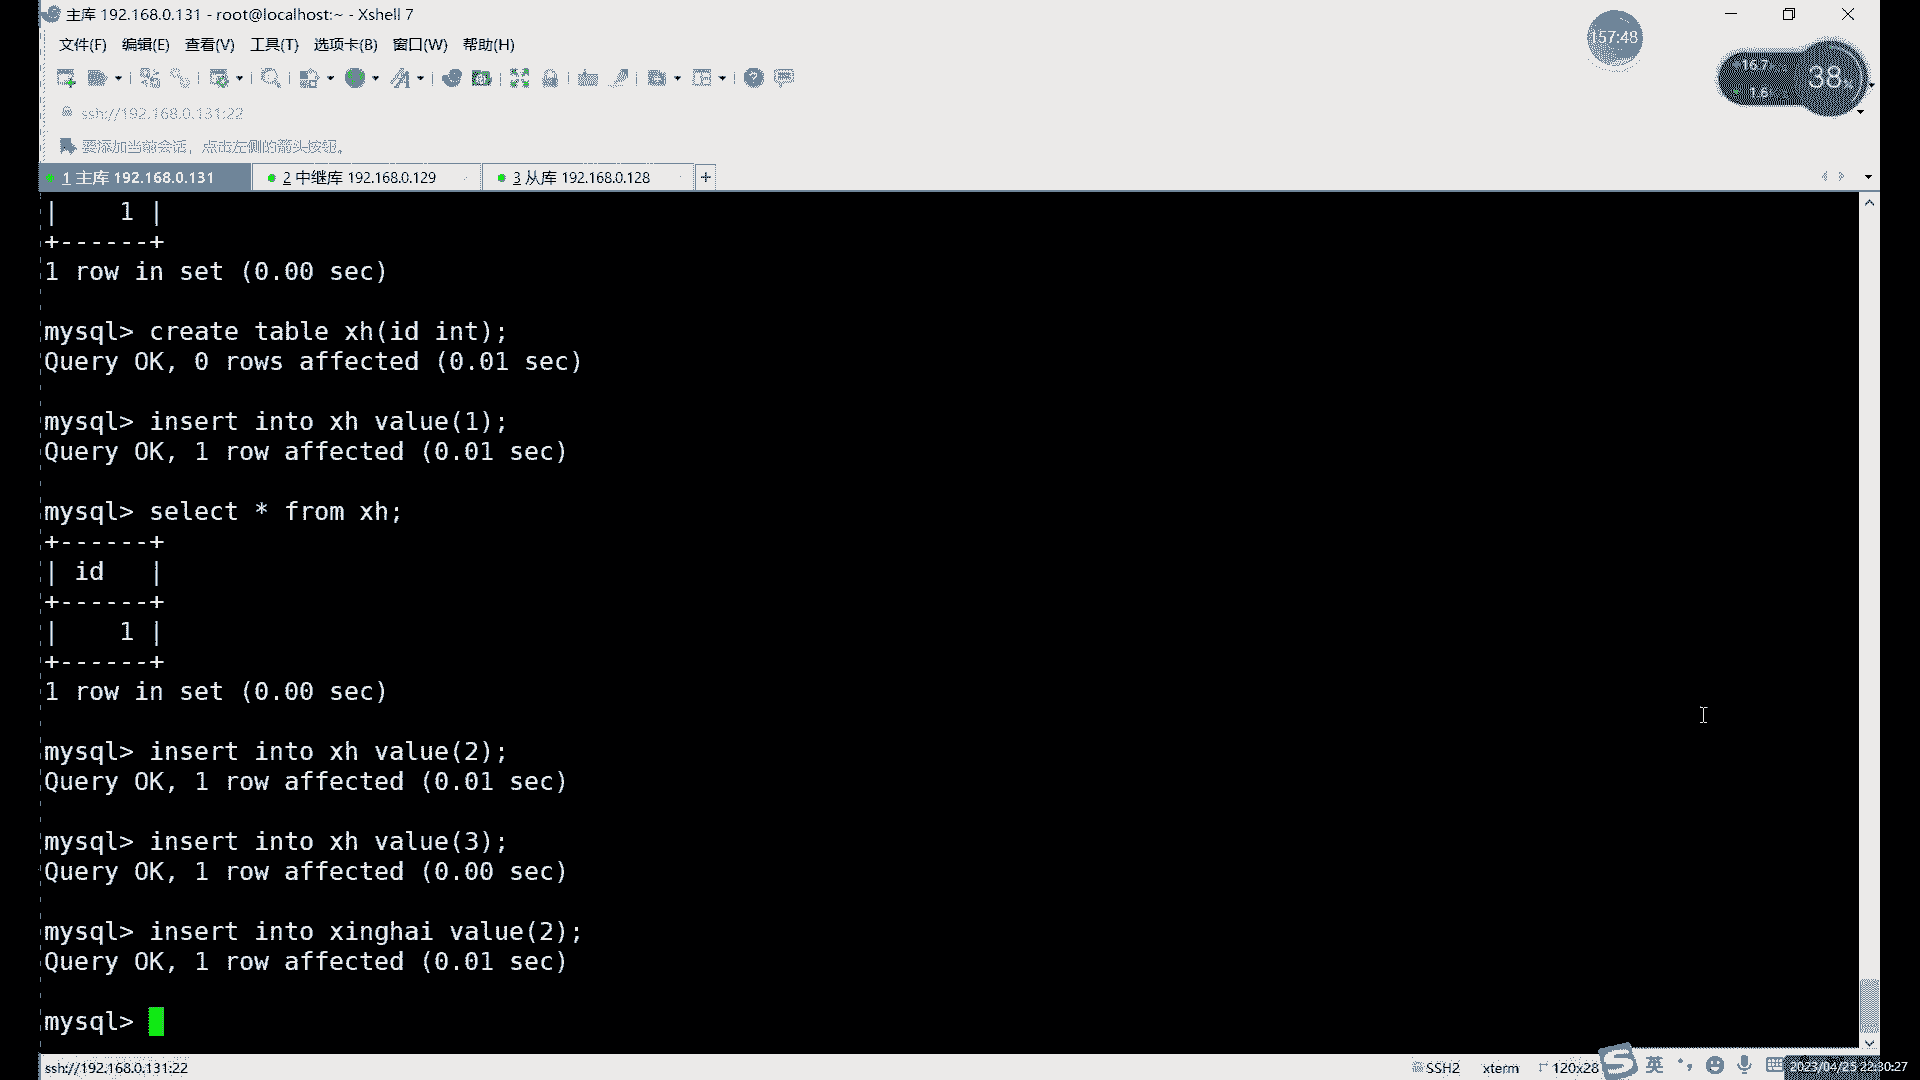 主库 192.168.0.131 - root@localhost:~ - Xshell 7
文件(F) 编辑(E) 查看(V) 工具(T) 选项卡(B) 窗口(W) 帮助(H)
157:48
16.7
38%
1.6
ssh://192.168.0.131:22
要添加当前会话，点击左侧的箭头按钮。
1 主库 192.168.0.131
2 中继库 192.168.0.129
3 从库 192.168.0.128
|    1 |
+------+
1 row in set (0.00 sec)
mysql> create table xh(id int);
Query OK, 0 rows affected (0.01 sec)
mysql> insert into xh value(1);
Query OK, 1 row affected (0.01 sec)
mysql> select * from xh;
+------+
| id   |
+------+
|    1 |
+------+
1 row in set (0.00 sec)
mysql> insert into xh value(2);
Query OK, 1 row affected (0.01 sec)
mysql> insert into xh value(3);
Query OK, 1 row affected (0.00 sec)
mysql> insert into xinghai value(2);
Query OK, 1 row affected (0.01 sec)
mysql>
ssh://192.168.0.131:22
SSH2
xterm
120x28
英
2023/04/25 22:30:27